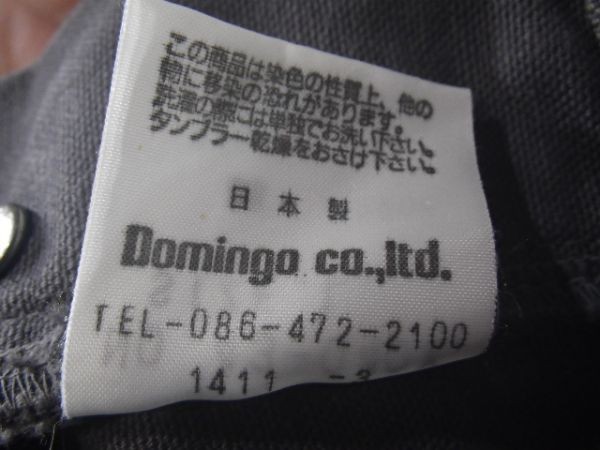 この商品は染色の性質上、他の
物に移染の恐れがあります。
洗濯の際には単独でお洗い下さい。
タンブラー乾燥をおさけ下さい。
日本製
Domingo co.,ltd.
TEL-086-472-2100
1411 -3